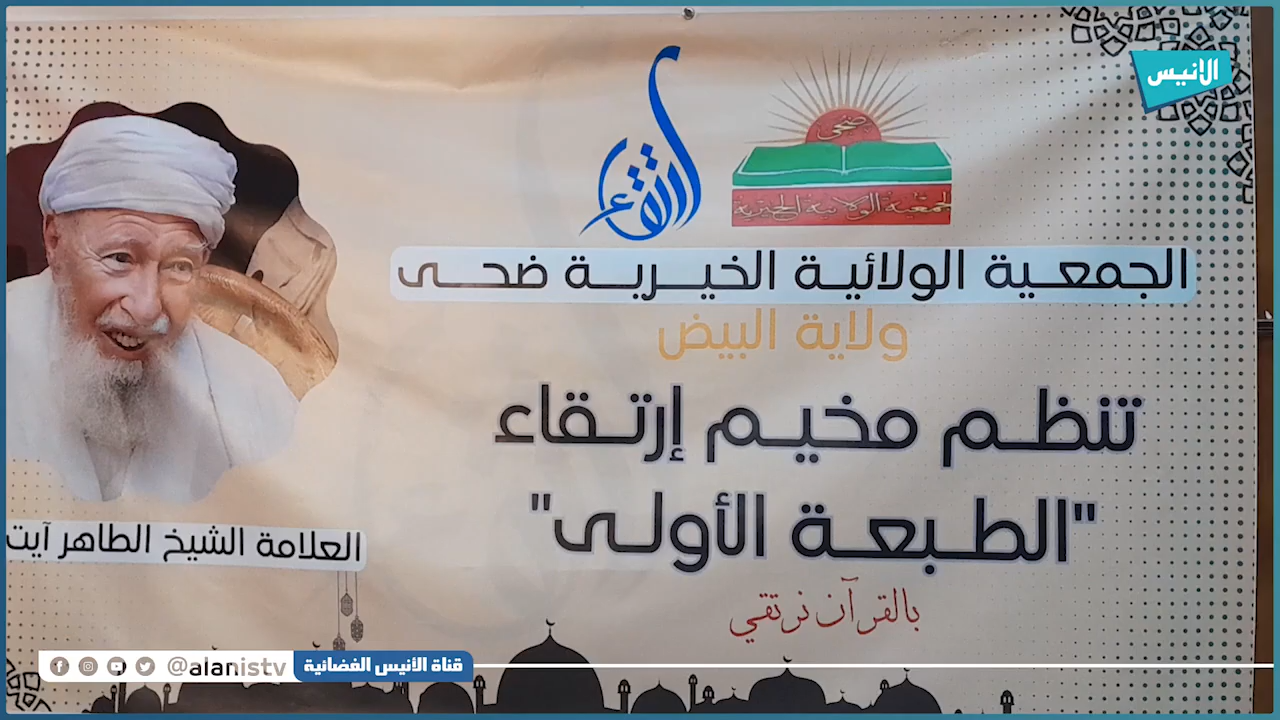 الانيس
ارتقاء
ضحى
الجمعية الولائية الخيرية
الجمعية الولائية الخيرية ضحى
ولاية البيض
تنظم مخيم إرتقاء
"الطبعة الأولى"
بالقرآن نرتقي
العلامة الشيخ الطاهر آيت
@alanistv
قناة الأنيس الفضائية